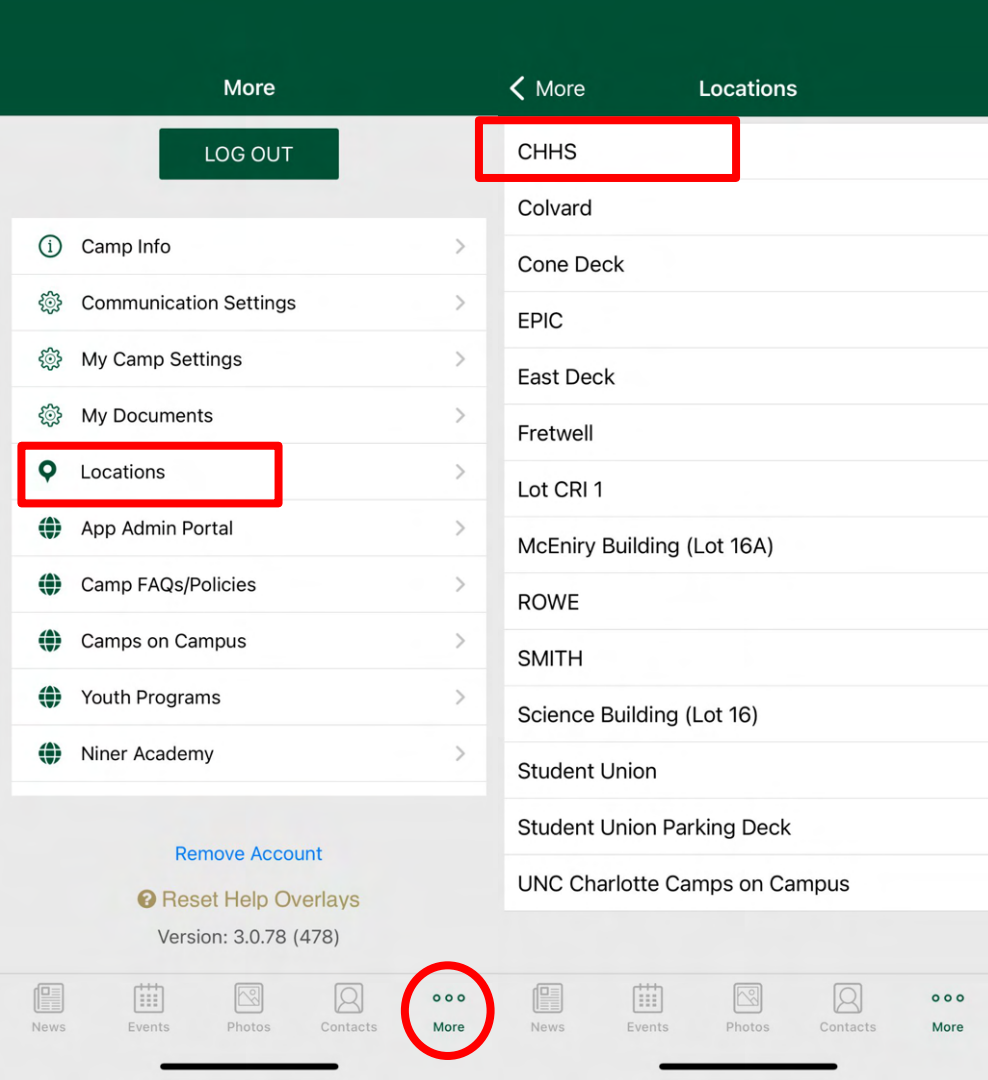 More
LOG OUT
Camp Info
Communication Settings
My Camp Settings
My Documents
Locations
App Admin Portal
Camp FAQs/Policies
Camps on Campus
Youth Programs
Niner Academy
Remove Account
Reset Help Overlays
Version: 3.0.78 (478)
News
Events
Photos
Contacts
More
More
Locations
CHHS
Colvard
Cone Deck
EPIC
East Deck
Fretwell
Lot CRI 1
McEniry Building (Lot 16A)
ROWE
SMITH
Science Building (Lot 16)
Student Union
Student Union Parking Deck
UNC Charlotte Camps on Campus
News
Events
Photos
Contacts
More